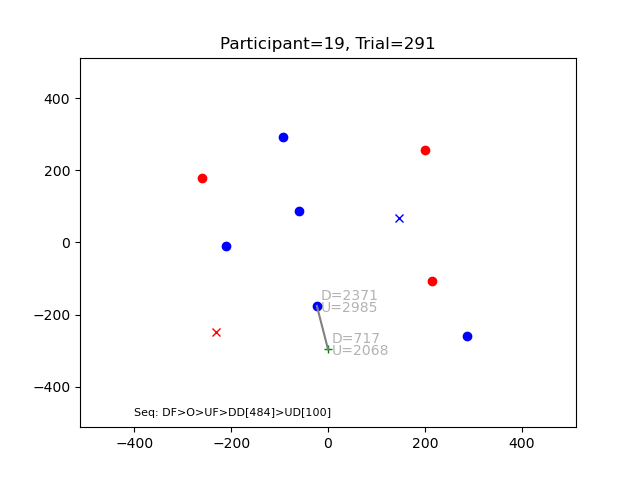 Participant=19, Trial=291
400
200
0
−200
−400
D=2371
U=2985
D=717
U=2068
Seq: DF>O>UF>DD[484]>UD[100]
−400
−200
0
200
400